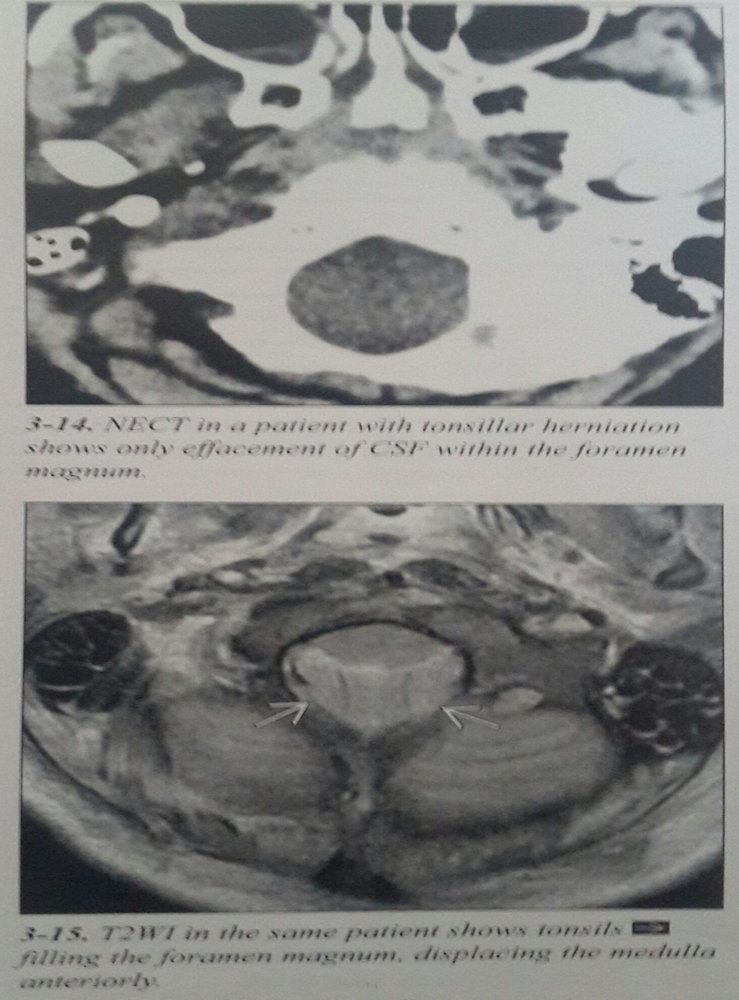 3-14. NECT in a patient with tonsillar herniation
shows only effacement of CSF within the foramen
magnum.
3-15. T2WI in the same patient shows tonsils
filling the foramen magnum, displacing the medulla
anteriorly.